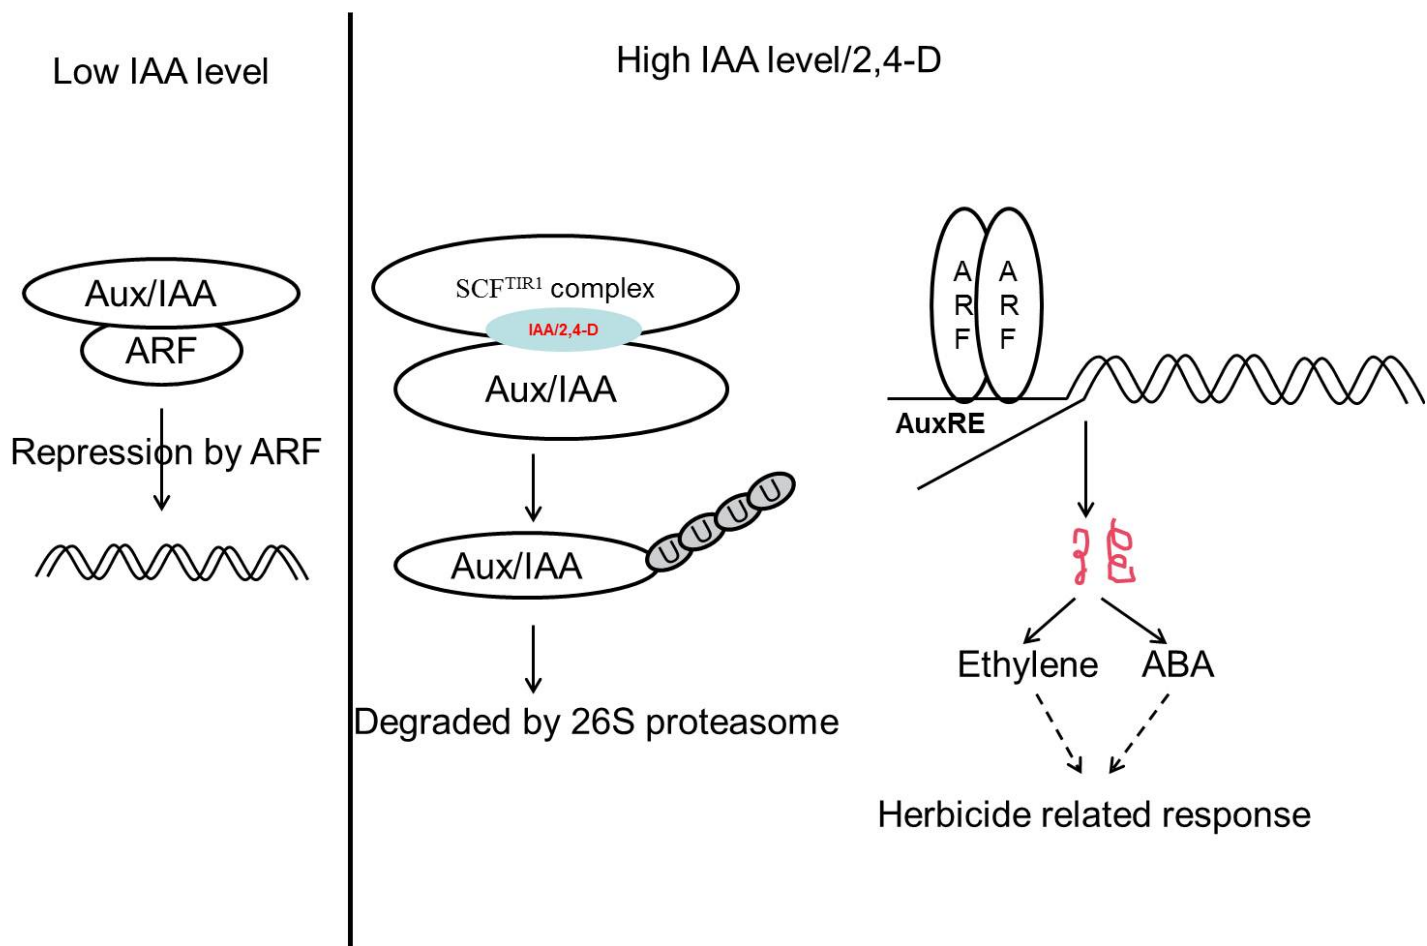 Low IAA level
Aux/IAA
ARF
Repression by ARF
High IAA level/2,4-D
SCFTIR1 complex
IAA/2,4-D
Aux/IAA
Aux/IAA
U
U
U
U
Degraded by 26S proteasome
A
R
F
A
R
F
AuxRE
Ethylene
ABA
Herbicide related response